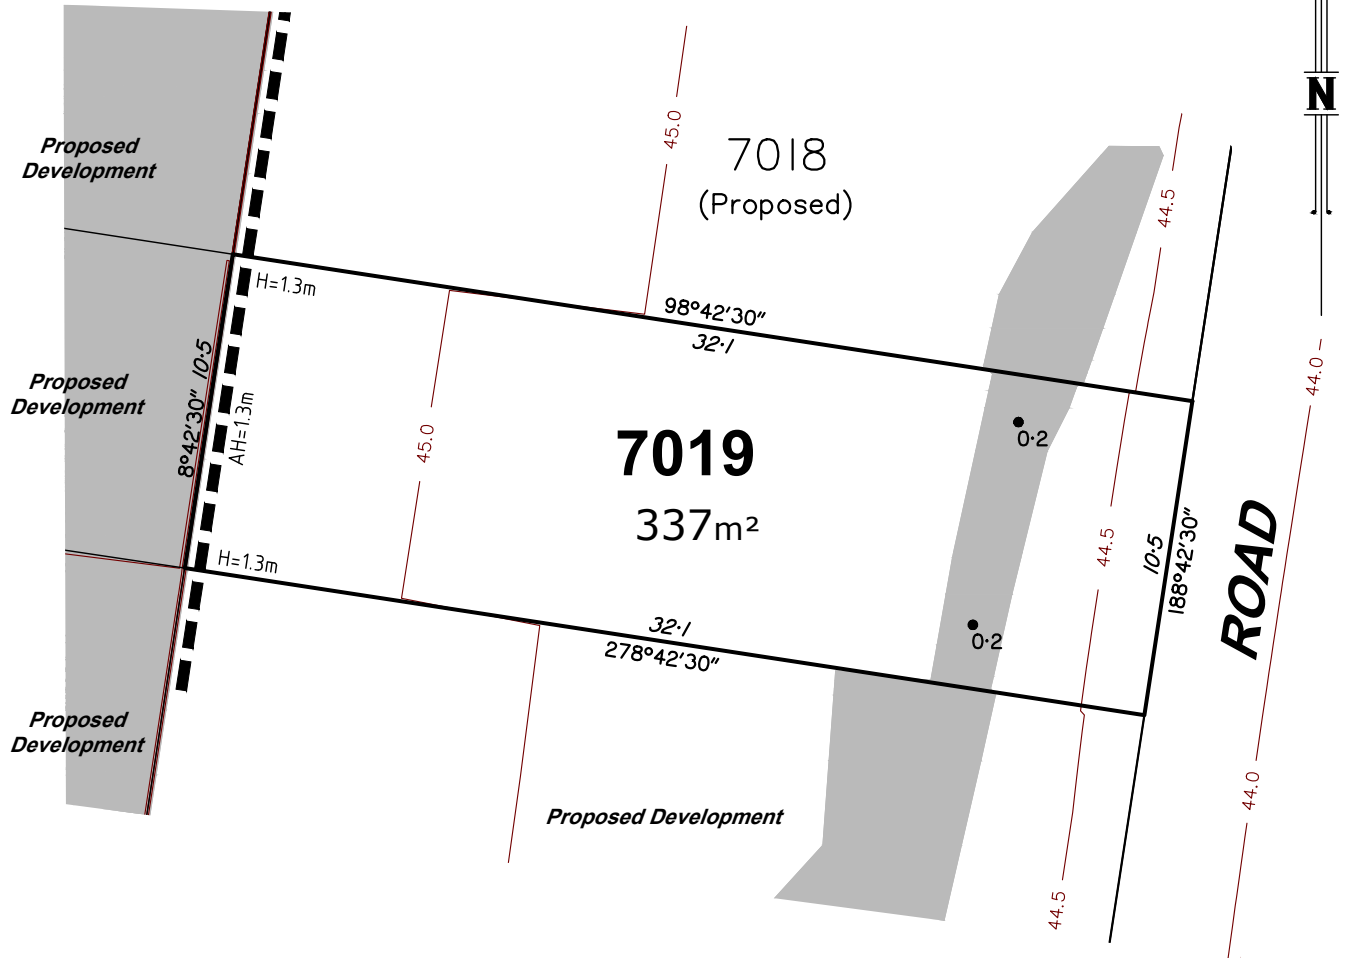 N
45.0
7018
(Proposed)
Proposed
Development
44.5
H=1.3m
98°42'30"
32·1
44.0
8°42'30" 10·5
Proposed
Development
AH=1.3m
45.0
7019
337m²
0·2
44.5
10·5
188°42'30"
ROAD
H=1.3m
32·1
278°42'30"
0·2
Proposed
Development
Proposed Development
44.0
44.5